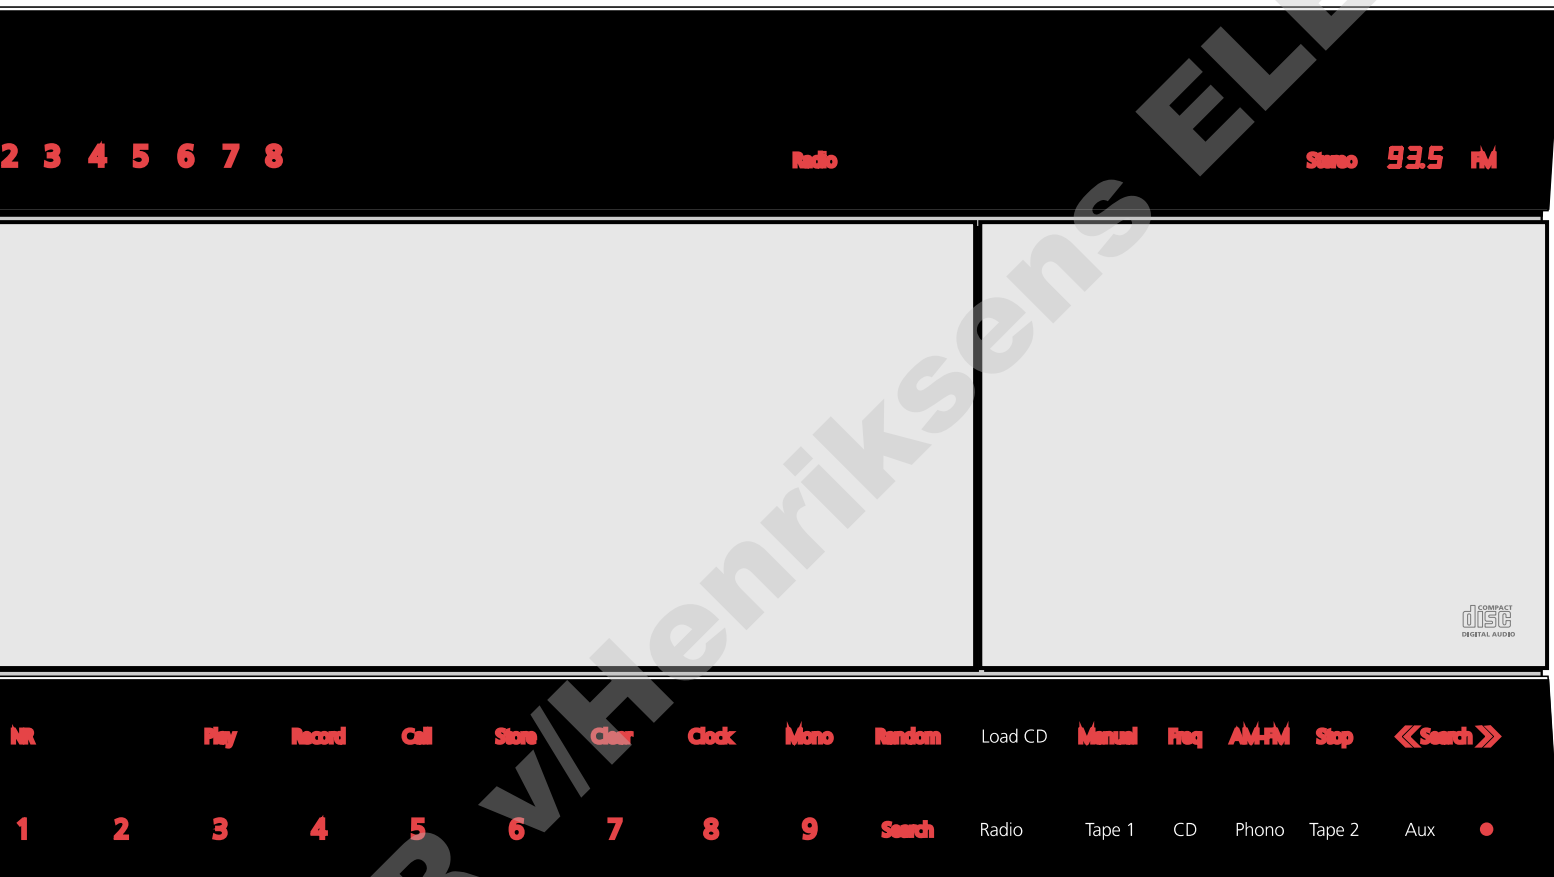 2 3 4 5 6 7 8 Radio Stereo 93.5 FM
COMPACT
disc
DIGITAL AUDIO
NR Play Record Call Store Clear Clock Mono Random Load CD Manual Freq AM-FM Stop Search
1 2 3 4 5 6 7 8 9 Search Radio Tape 1 CD Phono Tape 2 Aux
v/Henriksens